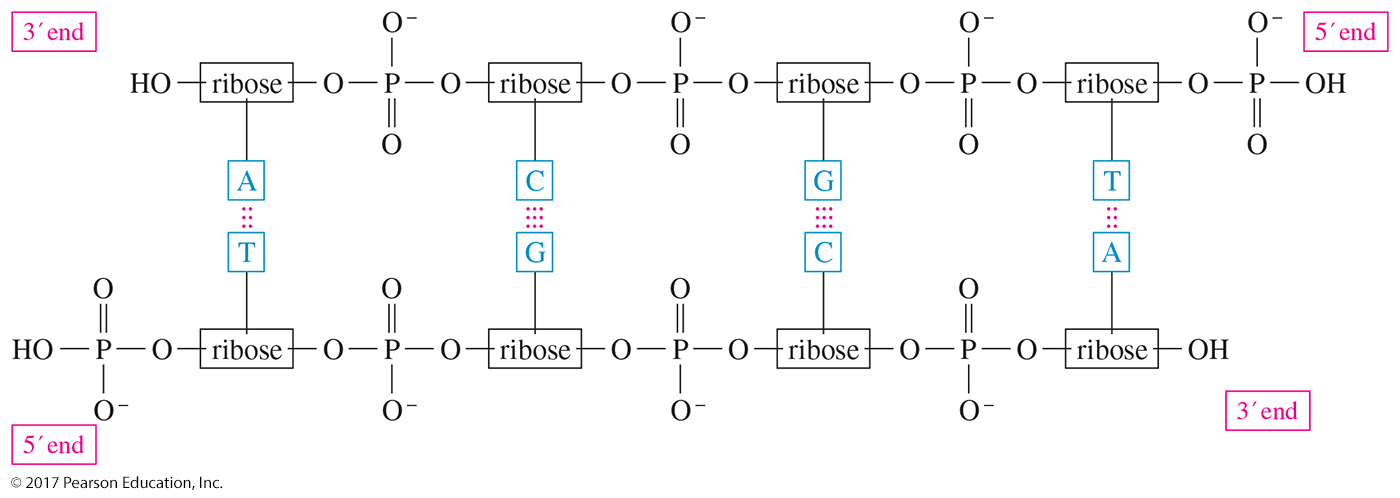 3′ end O⁻ O⁻ O⁻ O⁻ 5′ end
HO ribose O P O ribose O P O ribose O P O ribose O P OH
O O O O
A C G T
T G C A
O O O O
HO P O ribose O P O ribose O P O ribose O P O ribose OH
O⁻ O⁻ O⁻ O⁻ 3′ end
5′ end
© 2017 Pearson Education, Inc.